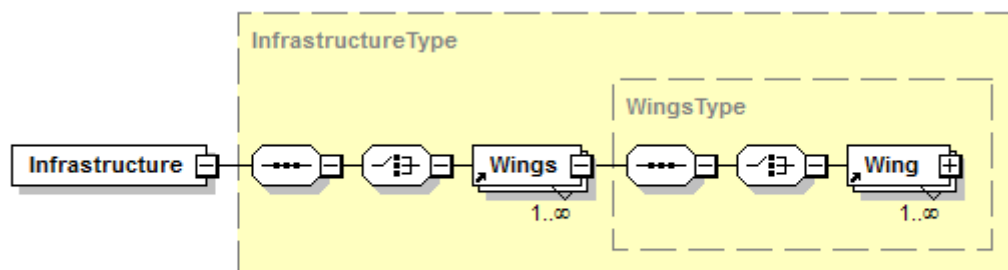 InfrastructureType
WingsType
Infrastructure
Wings
Wing
1..∞
1..∞